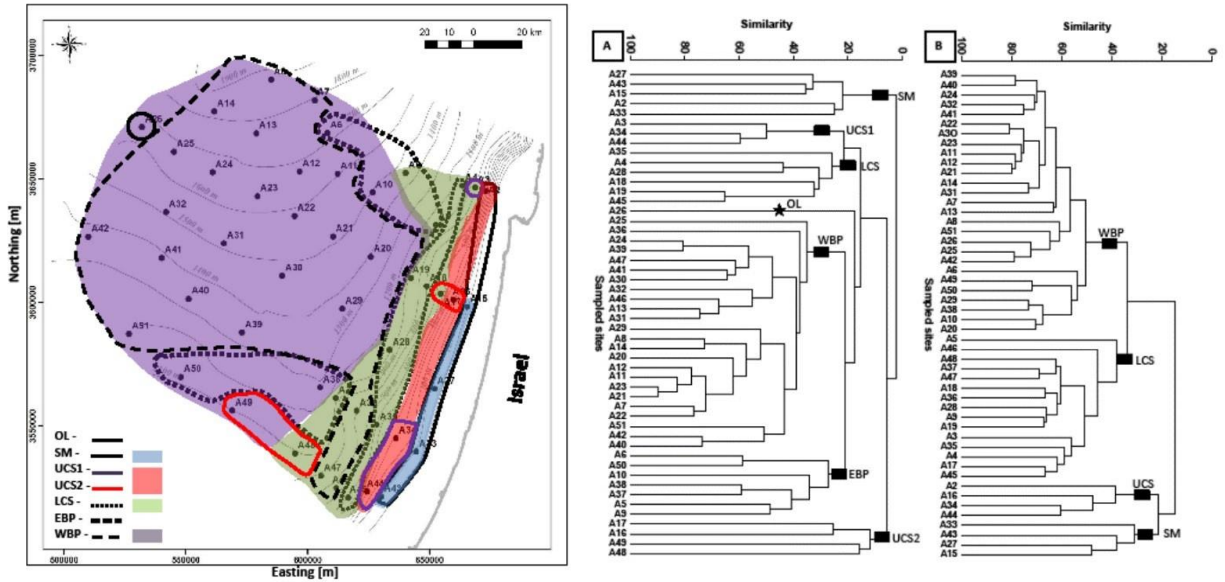 20 10 0 20 km
3700000
3650000
3600000
3550000
Northing [m]
A7
A14
A13
A6
A25
A24
A12
A11
A10
A23
A32
A22
A42
A31
A21
A41
A20
A30
A19
A40
A29
A39
A28
A50
A49
A47
Israel
OL -
SM -
UCS1 -
UCS2 -
LCS -
EBP -
WBP -
600000 550000 600000 650000
Easting [m]
A
Similarity
100 80 60 40 20 0
Sampled sites
A27
A43
A15
A2
A33
A3
A34
A44
A35
A4
A28
A18
A19
A45
A26
A25
A36
A24
A39
A47
A41
A30
A32
A46
A13
A31
A29
A8
A14
A20
A12
A11
A23
A21
A7
A22
A51
A42
A40
A6
A50
A10
A38
A37
A5
A9
A17
A16
A49
A48
SM
UCS1
LCS
OL
WBP
EBP
UCS2
B
Similarity
100 80 60 40 20 0
Sampled sites
A39
A40
A24
A32
A41
A22
A30
A23
A11
A12
A21
A14
A31
A7
A13
A8
A51
A26
A25
A42
A6
A49
A50
A29
A38
A10
A20
A5
A46
A48
A37
A47
A18
A36
A28
A9
A19
A3
A35
A4
A17
A45
A2
A16
A34
A44
A33
A43
A27
A15
WBP
LCS
UCS
SM